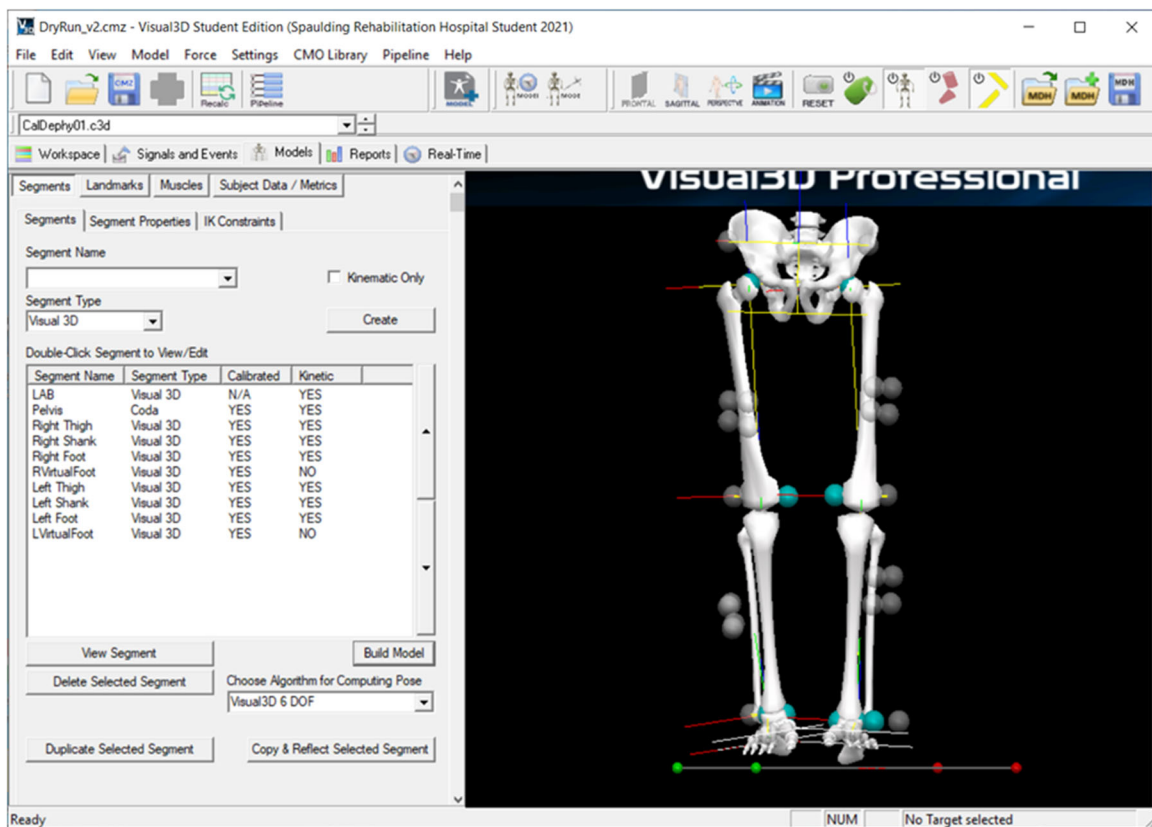 DryRun_v2.cmz - Visual3D Student Edition (Spaulding Rehabilitation Hospital Student 2021)
File Edit View Model Force Settings CMO Library Pipeline Help
CMZ Recalc PIPeline MODEL MODEL MODEL FRONTAL SAGITTAL PERSPECTIVE ANIMATION RESET MDH MDH MDH
CalDephy01.c3d
Workspace Signals and Events Models Reports Real-Time
Segments Landmarks Muscles Subject Data / Metrics
Visual3D Professional
Segments Segment Properties IK Constraints
Segment Name
Kinematic Only
Segment Type
Visual 3D Create
Double-Click Segment to View/Edit
Segment Name Segment Type Calibrated Kinetic
LAB Visual 3D N/A YES
Pelvis Coda YES YES
Right Thigh Visual 3D YES YES
Right Shank Visual 3D YES YES
Right Foot Visual 3D YES YES
RVirtualFoot Visual 3D YES NO
Left Thigh Visual 3D YES YES
Left Shank Visual 3D YES YES
Left Foot Visual 3D YES YES
LVirtualFoot Visual 3D YES NO
View Segment Build Model
Delete Selected Segment Choose Algorithm for Computing Pose
Visual3D 6 DOF
Duplicate Selected Segment Copy & Reflect Selected Segment
Ready NUM No Target selected